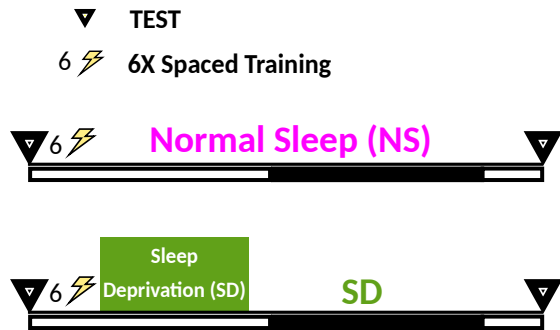 TEST
6 6X Spaced Training
6 Normal Sleep (NS)
Sleep
6 Deprivation (SD) SD